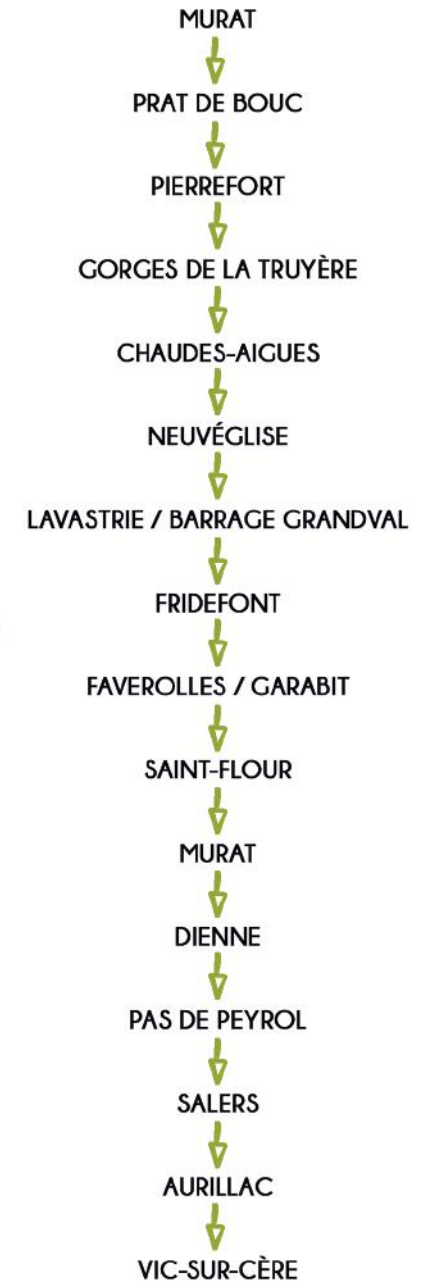 MURAT
PRAT DE BOUC
PIERREFORT
GORGES DE LA TRUYÈRE
CHAUDES-AIGUES
NEUVÉGLISE
LAVASTRIE / BARRAGE GRANDVAL
FRIDEFONT
FAVEROLLES / GARABIT
SAINT-FLOUR
MURAT
DIENNE
PAS DE PEYROL
SALERS
AURILLAC
VIC-SUR-CÈRE